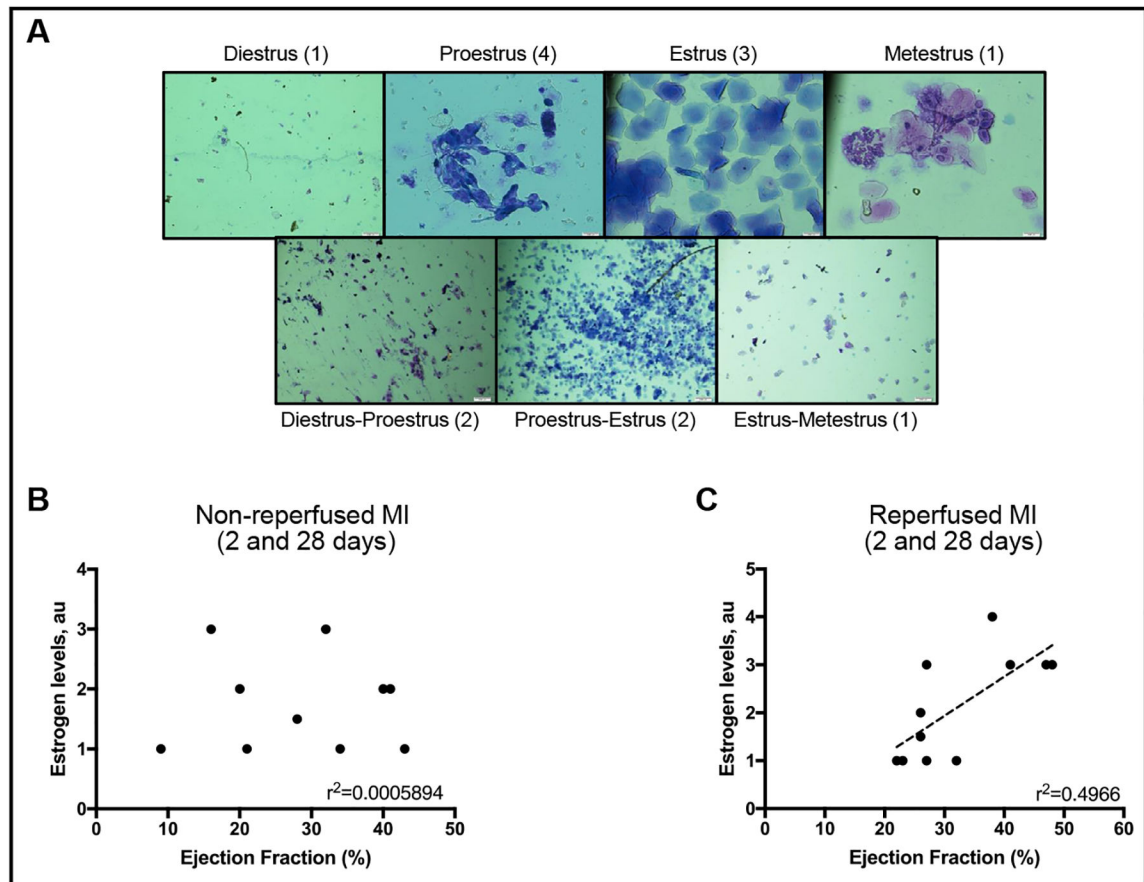 A
Diestrus (1) Proestrus (4) Estrus (3) Metestrus (1)
Diestrus-Proestrus (2) Proestrus-Estrus (2) Estrus-Metestrus (1)
B
Non-reperfused MI
(2 and 28 days)
Estrogen levels, au
4
3
2
1
0
r²=0.0005894
0 10 20 30 40 50
Ejection Fraction (%)
C
Reperfused MI
(2 and 28 days)
Estrogen levels, au
5
4
3
2
1
0
r²=0.4966
0 10 20 30 40 50 60
Ejection Fraction (%)